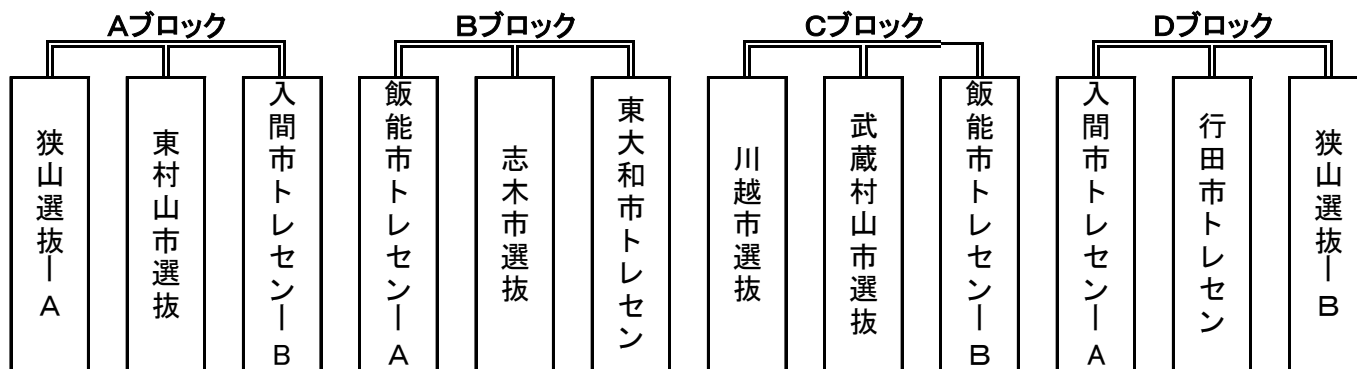 Aブロック
Bブロック
Cブロック
Dブロック
狭山選抜ーA
東村山市選抜
入間市トレセンーB
飯能市トレセンーA
志木市選抜
東大和市トレセン
川越市選抜
武蔵村山市選抜
飯能市トレセンーB
入間市トレセンーA
行田市トレセン
狭山選抜ーB